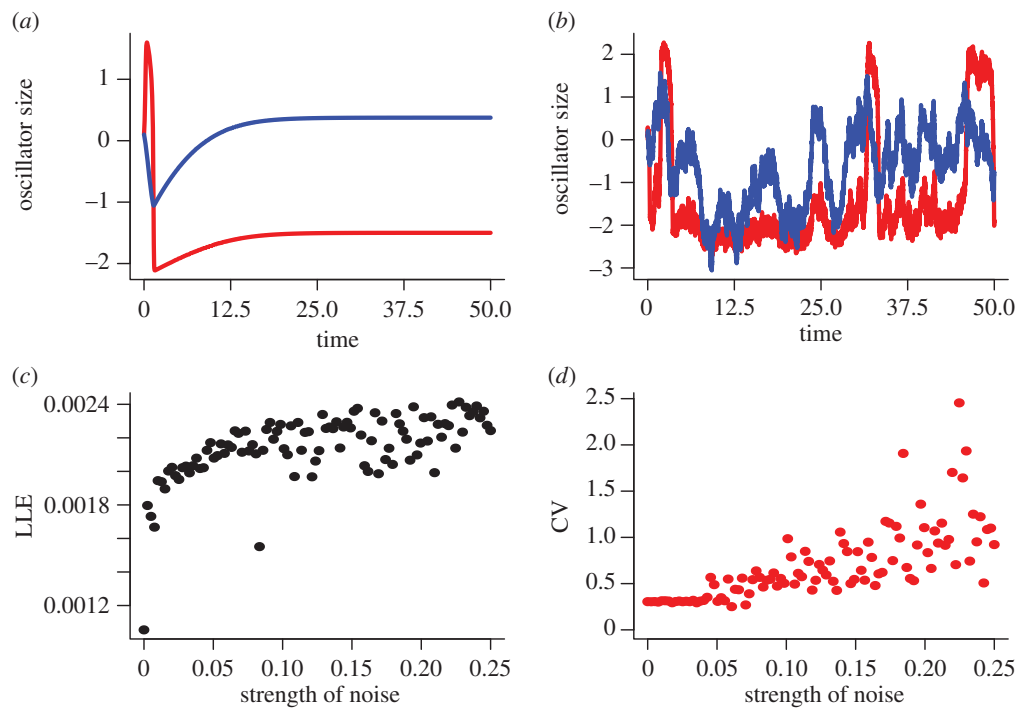 (a)
oscillator size
1
0
–1
–2
0 12.5 25.0 37.5 50.0
time
(b)
oscillator size
2
1
0
–1
–2
–3
0 12.5 25.0 37.5 50.0
time
(c)
LLE
0.0024
0.0018
0.0012
0 0.05 0.10 0.15 0.20 0.25
strength of noise
(d)
CV
2.5
2.0
1.5
1.0
0.5
0
0 0.05 0.10 0.15 0.20 0.25
strength of noise